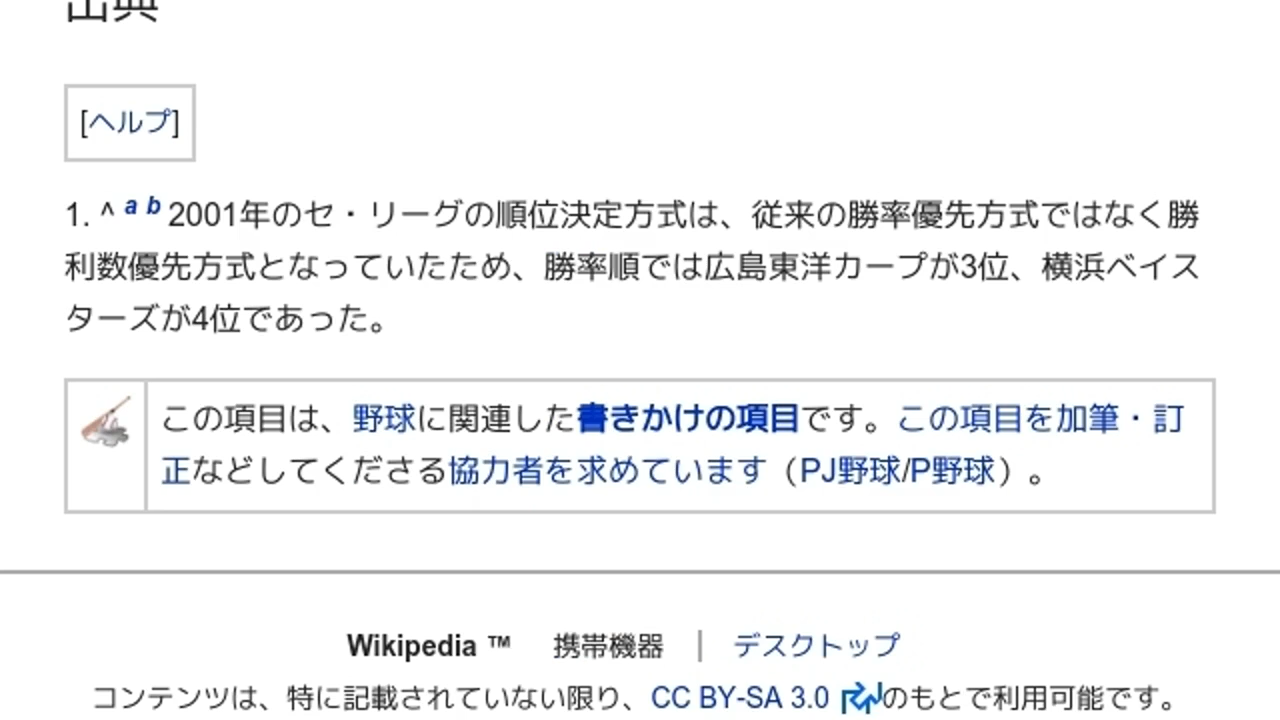 出典
[ヘルプ]
1. ^ a b 2001年のセ・リーグの順位決定方式は、従来の勝率優先方式ではなく勝
利数優先方式となっていたため、勝率順では広島東洋カープが3位、横浜ベイス
ターズが4位であった。
この項目は、野球に関連した書きかけの項目です。この項目を加筆・訂
正などしてくださる協力者を求めています（PJ野球/P野球）。
Wikipedia ™ 携帯機器 | デスクトップ
コンテンツは、特に記載されていない限り、CC BY-SA 3.0 のもとで利用可能です。